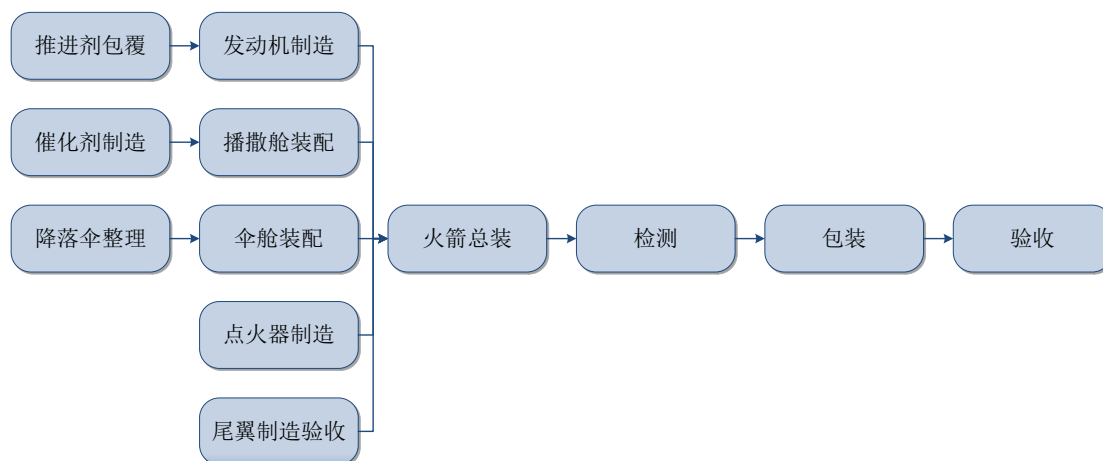 推进剂包覆
发动机制造
催化剂制造
播撒舱装配
降落伞整理
伞舱装配
火箭总装
检测
包装
验收
点火器制造
尾翼制造验收